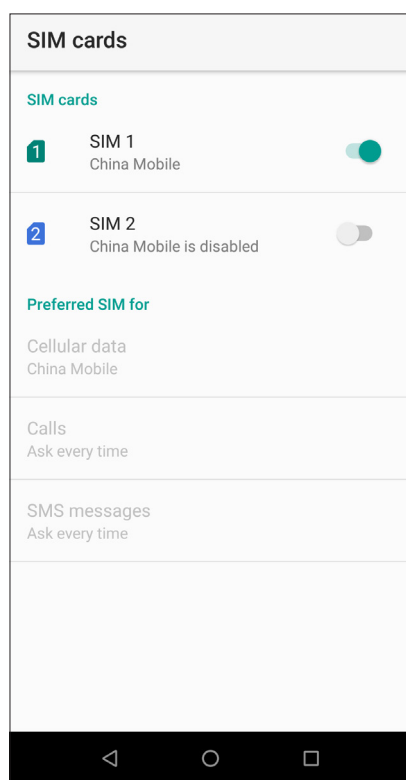 SIM cards
SIM cards
1
SIM 1
China Mobile
2
SIM 2
China Mobile is disabled
Preferred SIM for
Cellular data
China Mobile
Calls
Ask every time
SMS messages
Ask every time